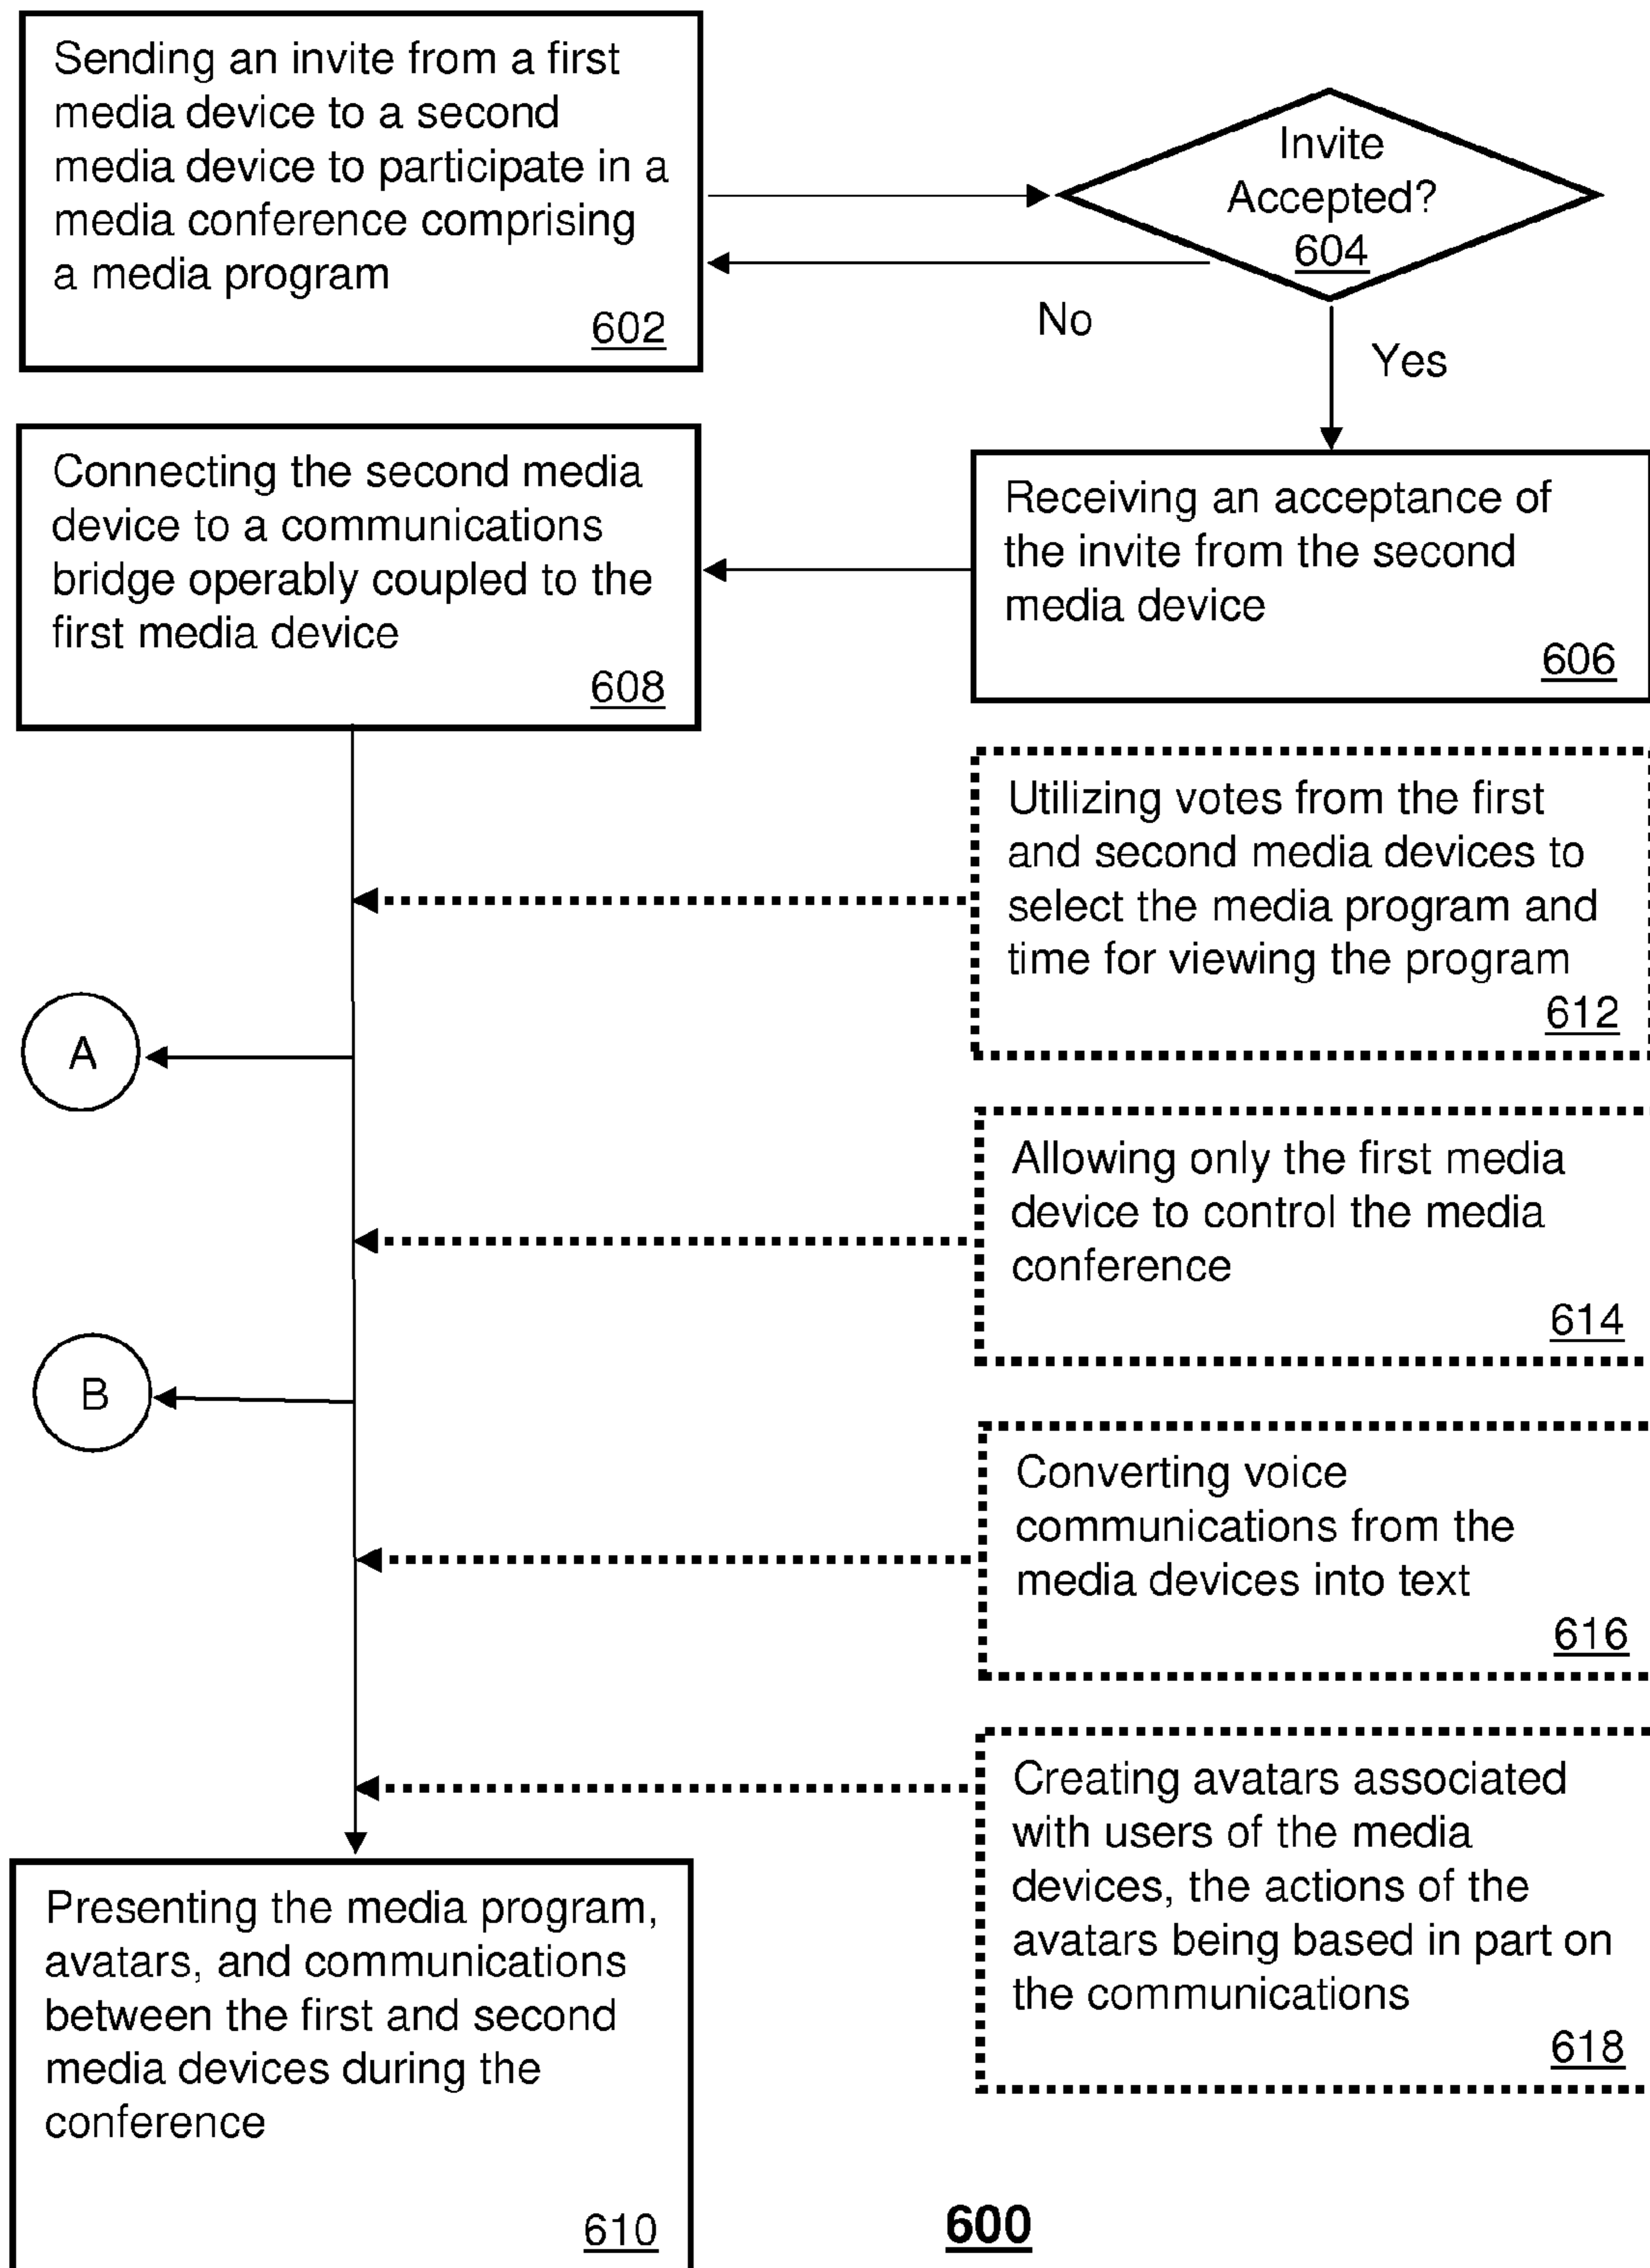 Sending an invite from a first
media device to a second
media device to participate in a
media conference comprising
a media program
602
Invite
Accepted?
604
No
Yes
Connecting the second media
device to a communications
bridge operably coupled to the
first media device
608
Receiving an acceptance of
the invite from the second
media device
606
Utilizing votes from the first
and second media devices to
select the media program and
time for viewing the program
612
A
Allowing only the first media
device to control the media
conference
614
B
Converting voice
communications from the
media devices into text
616
Creating avatars associated
with users of the media
devices, the actions of the
avatars being based in part on
the communications
618
Presenting the media program,
avatars, and communications
between the first and second
media devices during the
conference
610
600